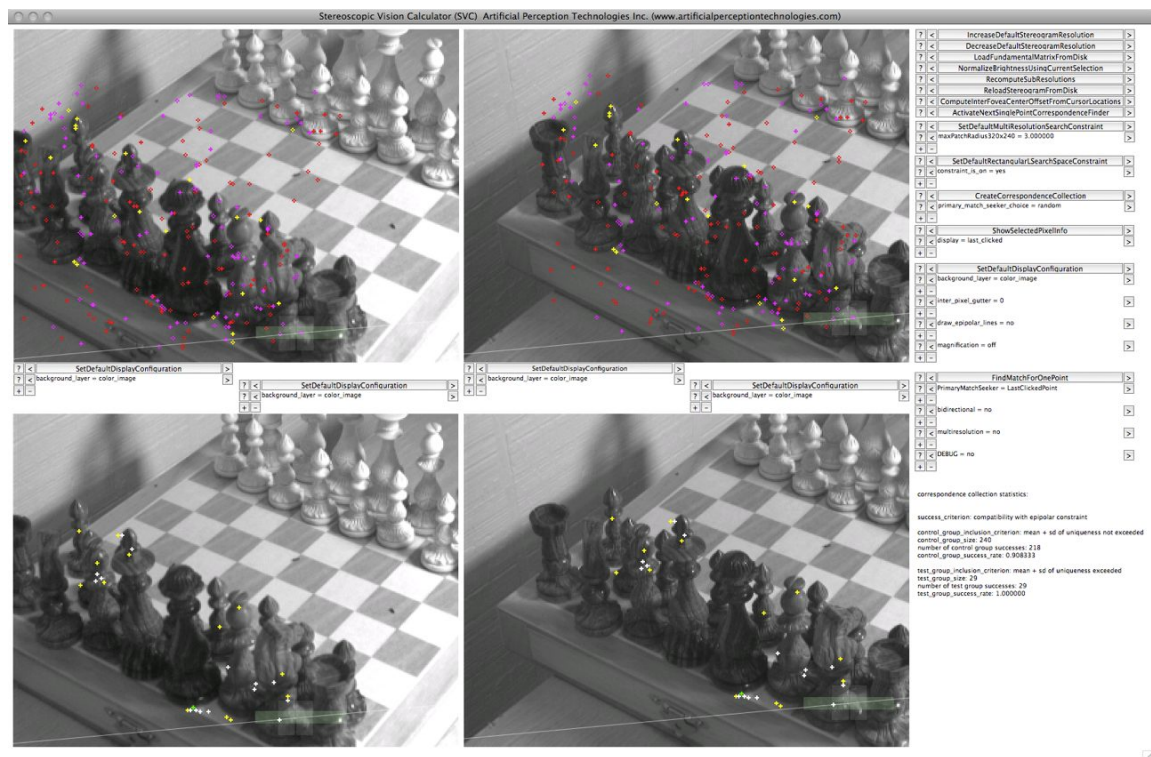 Stereoscopic Vision Calculator (SVC) Artificial Perception Technologies Inc. (www.artificialperceptiontechnologies.com)
? < IncreaseDefaultStereogramResolution >
? < DecreaseDefaultStereogramResolution >
? < LoadFundamentalMatrixFromDisk >
? < NormalizeBrightnessUsingCurrentSelection >
? < RecomputeSubResolutions >
? < ReloadStereogramFromDisk >
? < ComputeInterFoveaCenterOffsetFromCursorLocations >
? < ActivateNextSinglePointCorrespondenceFinder >
? < SetDefaultMultiResolutionSearchConstraint >
? < maxPatchRadius320x240 = 3.000000 >
+ -
? < SetDefaultRectangularLSearchSpaceConstraint >
? < constraint_is_on = yes >
+ -
? < CreateCorrespondenceCollection >
? < primary_match_seeker_choice = random >
+ -
? < ShowSelectedPixelInfo >
? < display = last_clicked >
+ -
? < SetDefaultDisplayConfiguration >
? < background_layer = color_image >
+ -
? < inter_pixel_gutter = 0 >
+ -
? < draw_epipolar_lines = no >
+ -
? < magnification = off >
+ -
? < SetDefaultDisplayConfiguration >
? < background_layer = color_image >
+ -
? < SetDefaultDisplayConfiguration >
? < background_layer = color_image >
+ -
? < SetDefaultDisplayConfiguration >
? < background_layer = color_image >
+ -
? < SetDefaultDisplayConfiguration >
? < background_layer = color_image >
+ -
? < FindMatchForOnePoint >
? < PrimaryMatchSeeker = LastClickedPoint >
+ -
? < bidirectional = no >
+ -
? < multiresolution = no >
+ -
? < DEBUG = no >
+ -
correspondence collection statistics:
success_criterion: compatibility with epipolar constraint
control_group_inclusion_criterion: mean + sd of uniqueness not exceeded
control_group_size: 240
number of control group successes: 218
control_group_success_rate: 0.908333
test_group_inclusion_criterion: mean + sd of uniqueness exceeded
test_group_size: 29
number of test group successes: 29
test_group_success_rate: 1.000000